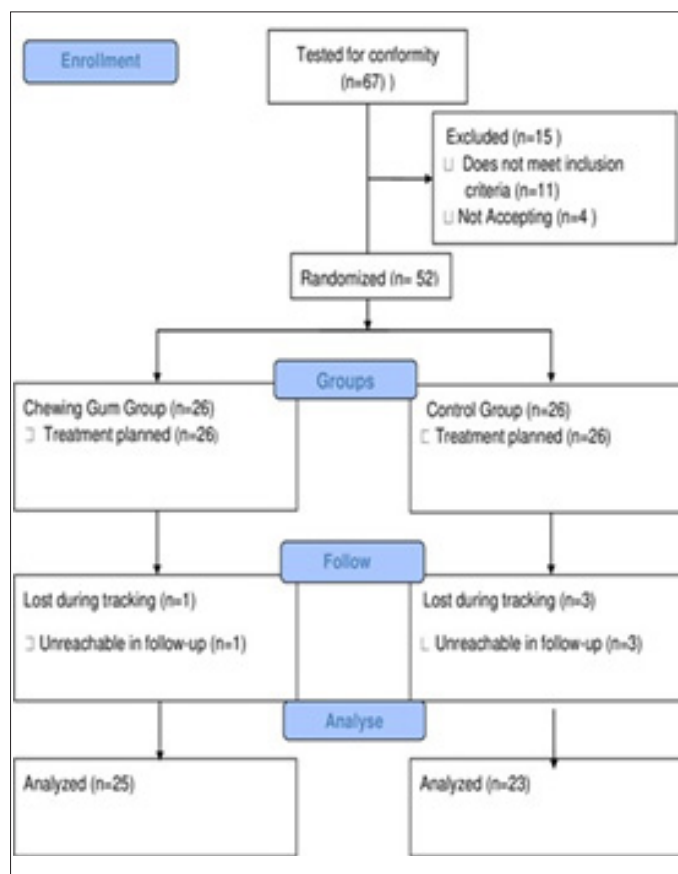 Enrollment
Tested for conformity
(n=67) )
Excluded (n=15 )
Does not meet inclusion
criteria (n=11)
Not Accepting (n=4 )
Randomized (n= 52)
Groups
Chewing Gum Group (n=26)
Treatment planned (n=26)
Control Group (n=26)
Treatment planned (n=26)
Follow
Lost during tracking (n=1)
Unreachable in follow-up (n=1)
Lost during tracking (n=3)
Unreachable in follow-up (n=3)
Analyse
Analyzed (n=25)
Analyzed (n=23)